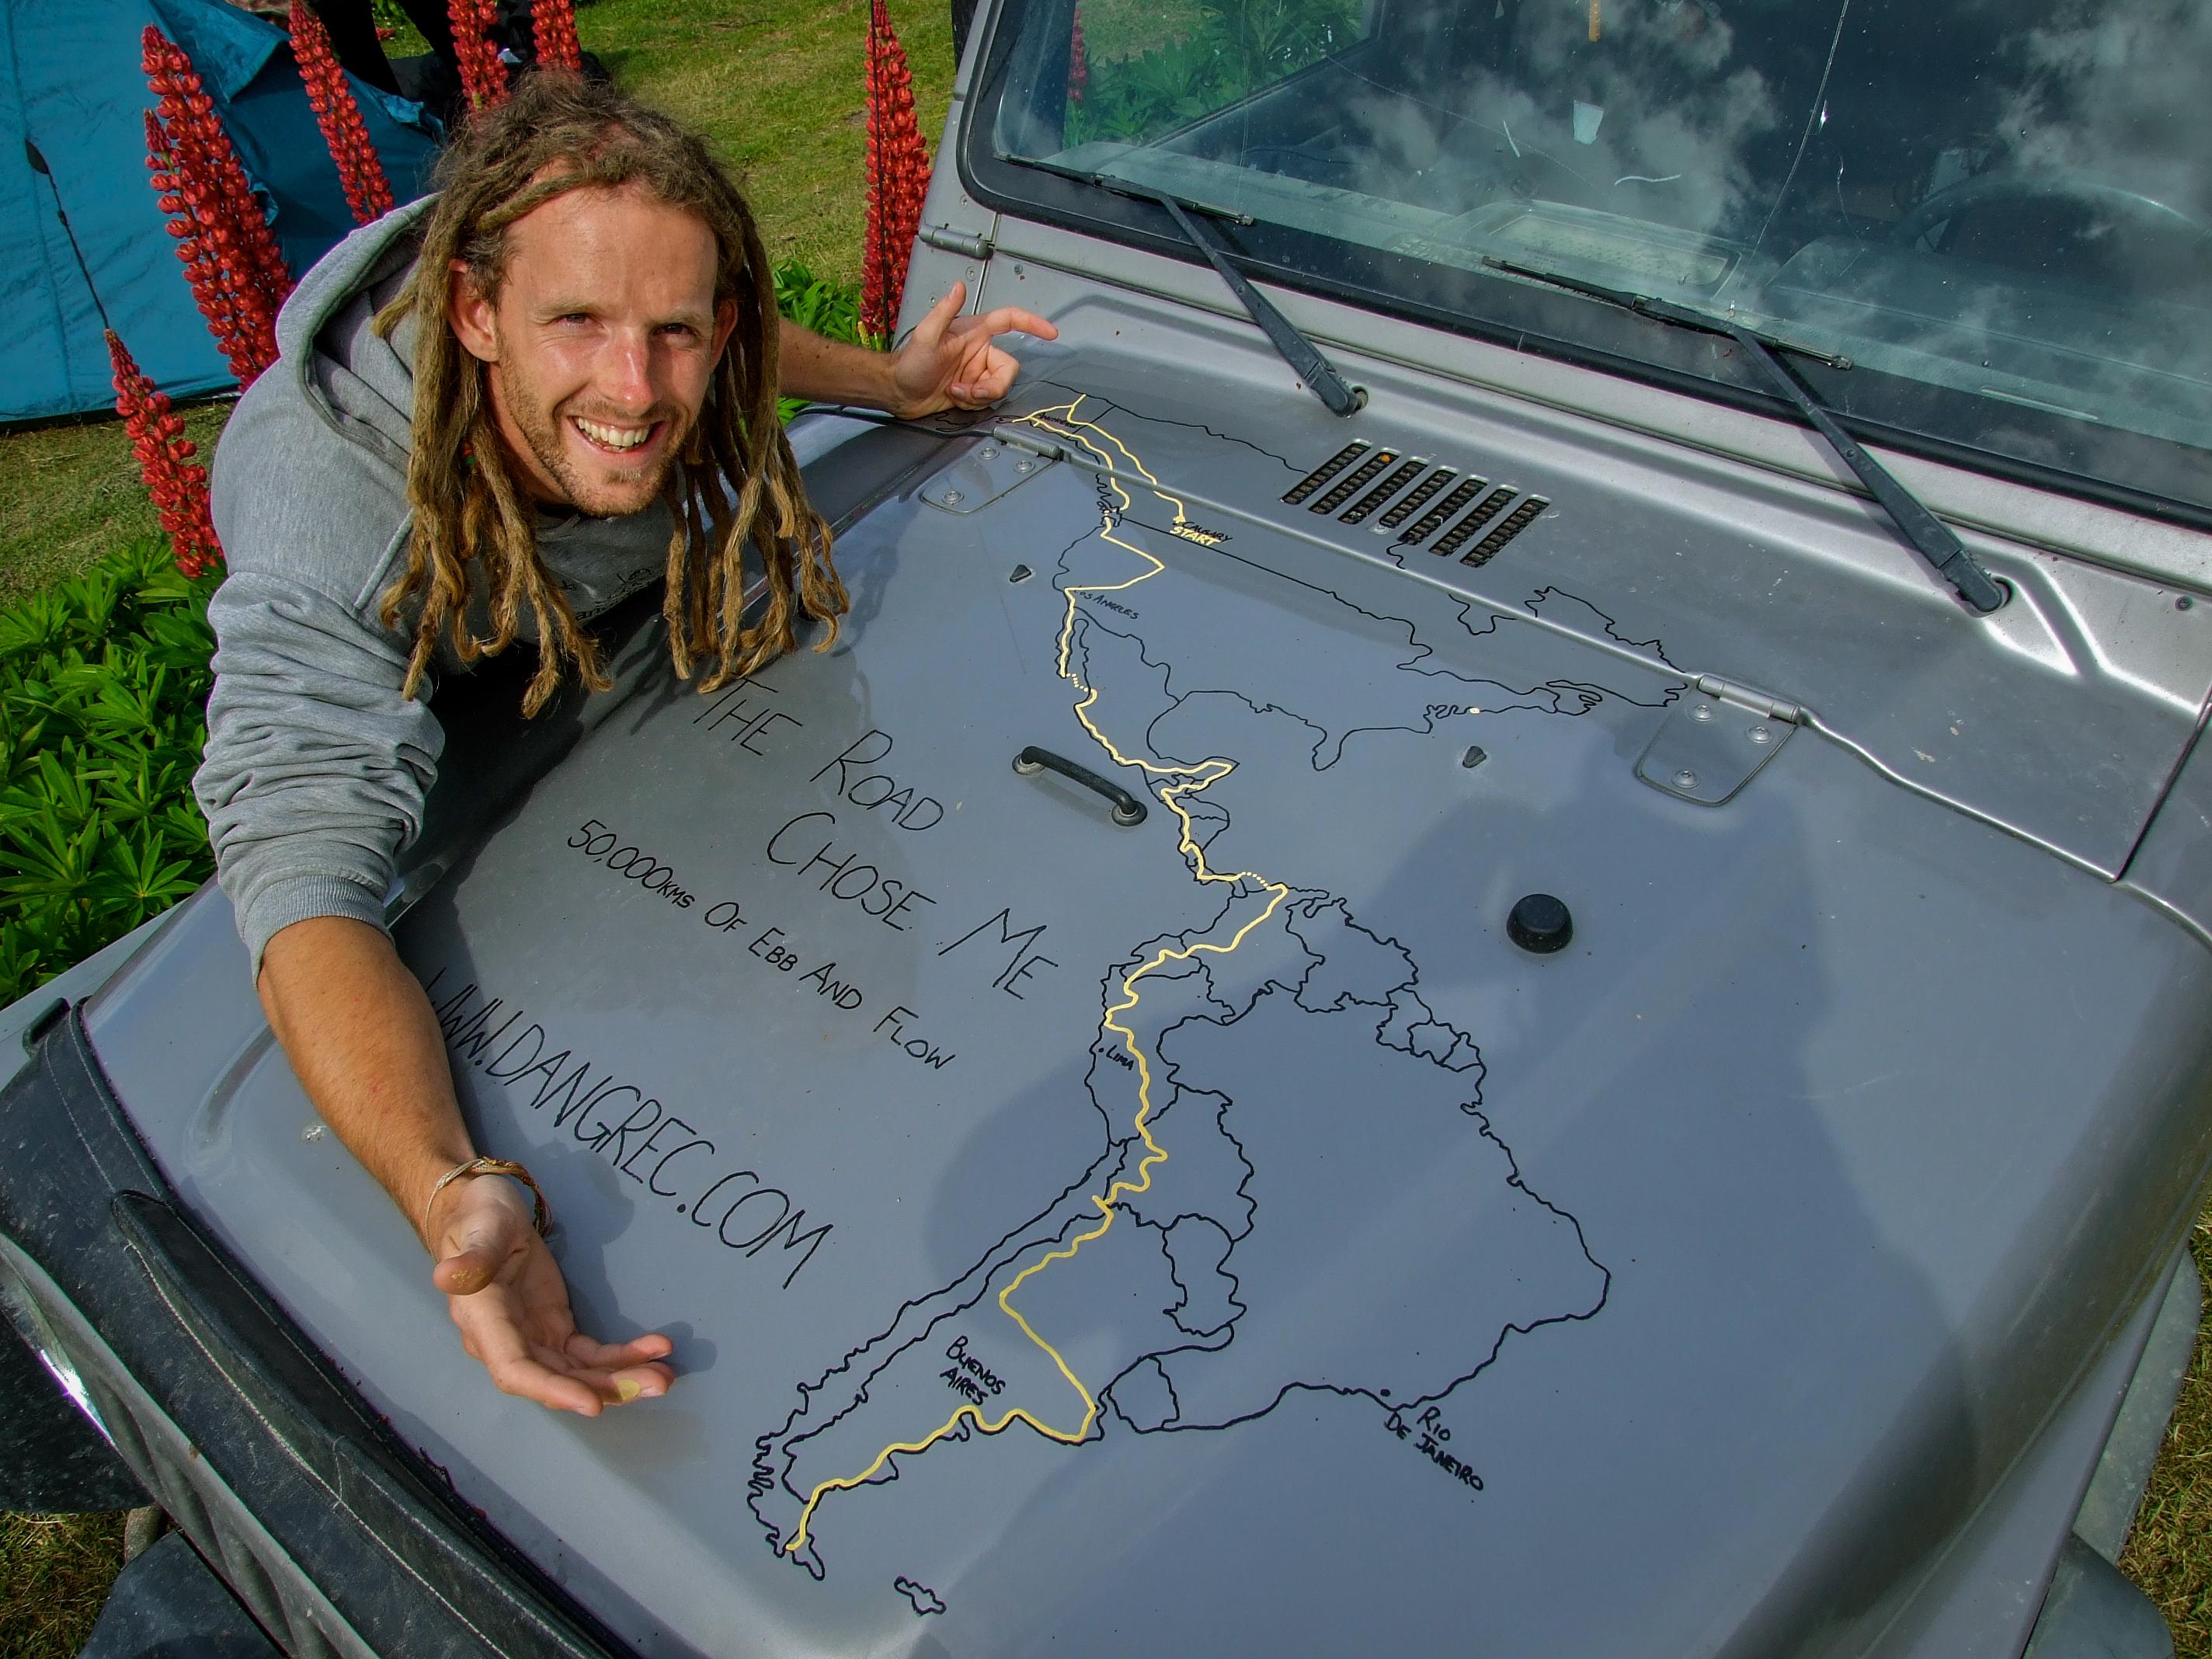 CALGARY
START
LOS ANGELES
THE ROAD
CHOSE ME
50,000KMS OF EBB AND FLOW
WWW.DANGREC.COM
LIMA
BUENOS
AIRES
RIO
DE JANEIRO